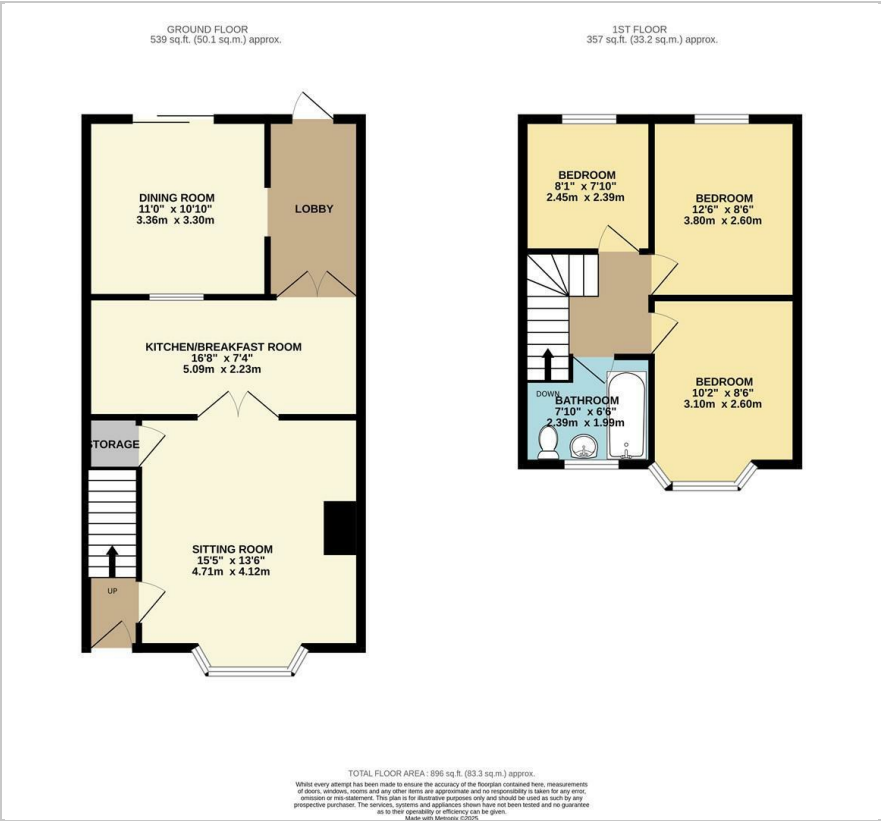 GROUND FLOOR
539 sq.ft. (50.1 sq.m.) approx.
1ST FLOOR
357 sq.ft. (33.2 sq.m.) approx.
DINING ROOM
11'0" x 10'10"
3.36m x 3.30m
LOBBY
KITCHEN/BREAKFAST ROOM
16'8" x 7'4"
5.09m x 2.23m
STORAGE
SITTING ROOM
15'5" x 13'6"
4.71m x 4.12m
UP
BEDROOM
8'1" x 7'10"
2.45m x 2.39m
BEDROOM
12'6" x 8'6"
3.80m x 2.60m
BEDROOM
10'2" x 8'6"
3.10m x 2.60m
DOWN
BATHROOM
7'10" x 6'6"
2.39m x 1.99m
TOTAL FLOOR AREA : 896 sq.ft. (83.3 sq.m.) approx.
Whilst every attempt has been made to ensure the accuracy of the floorplan contained here, measurements
of doors, windows, rooms and any other items are approximate and no responsibility is taken for any error,
omission or mis-statement. This plan is for illustrative purposes only and should be used as such by any
prospective purchaser. The services, systems and appliances shown have not been tested and no guarantee
as to their operability or efficiency can be given.
Made with Metropix ©2025